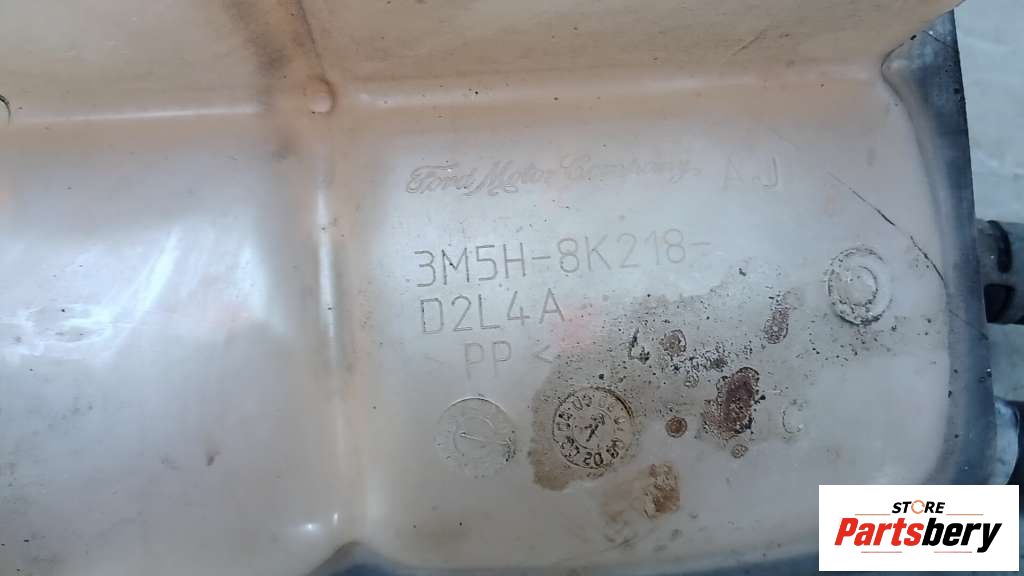 Ford Motor Company AJ
3M5H-8K218-
D2L4A
>PP<
STORE
Partsbery